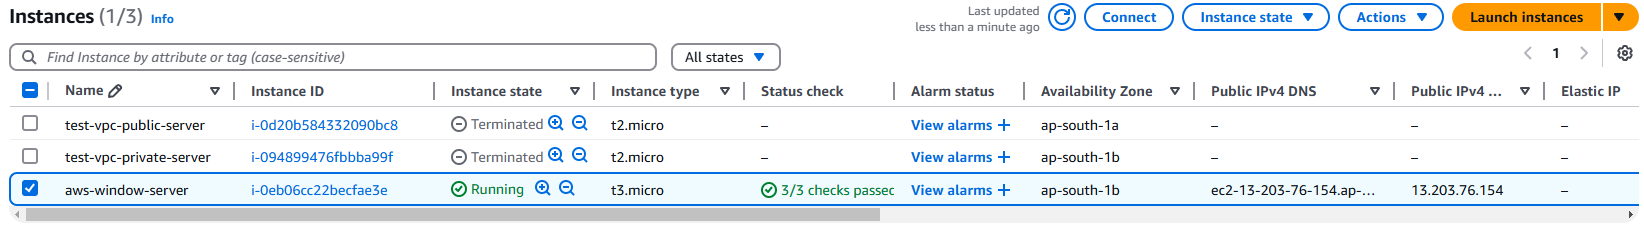 Instances (1/3) Info
Last updated
less than a minute ago
Connect Instance state Actions Launch instances
Find Instance by attribute or tag (case-sensitive) All states 1
Name Instance ID Instance state Instance type Status check Alarm status Availability Zone Public IPv4 DNS Public IPv4 ... Elastic IP
test-vpc-public-server i-0d20b584332090bc8 Terminated t2.micro – View alarms + ap-south-1a – – –
test-vpc-private-server i-094899476fbbba99f Terminated t2.micro – View alarms + ap-south-1b – – –
aws-window-server i-0eb06cc22becfae3e Running t3.micro 3/3 checks passec View alarms + ap-south-1b ec2-13-203-76-154.ap-... 13.203.76.154 –